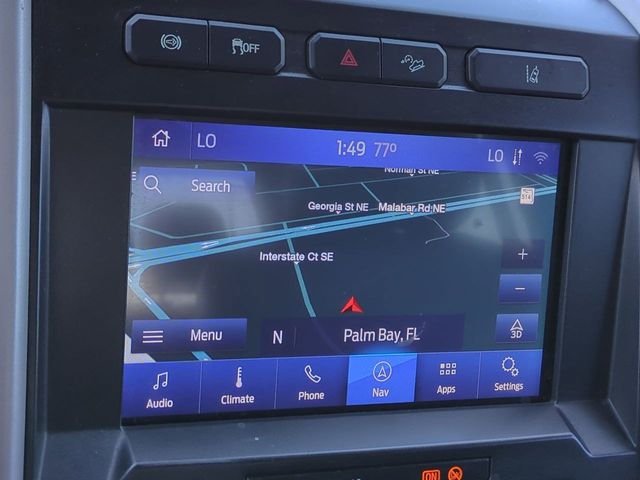 OFF
LO 1:49 77° LO
Norman St NE
Search
514
Georgia St NE Malabar Rd NE
Interstate Ct SE
+
−
Menu N Palm Bay, FL 3D
Audio Climate Phone Nav Apps Settings
ON